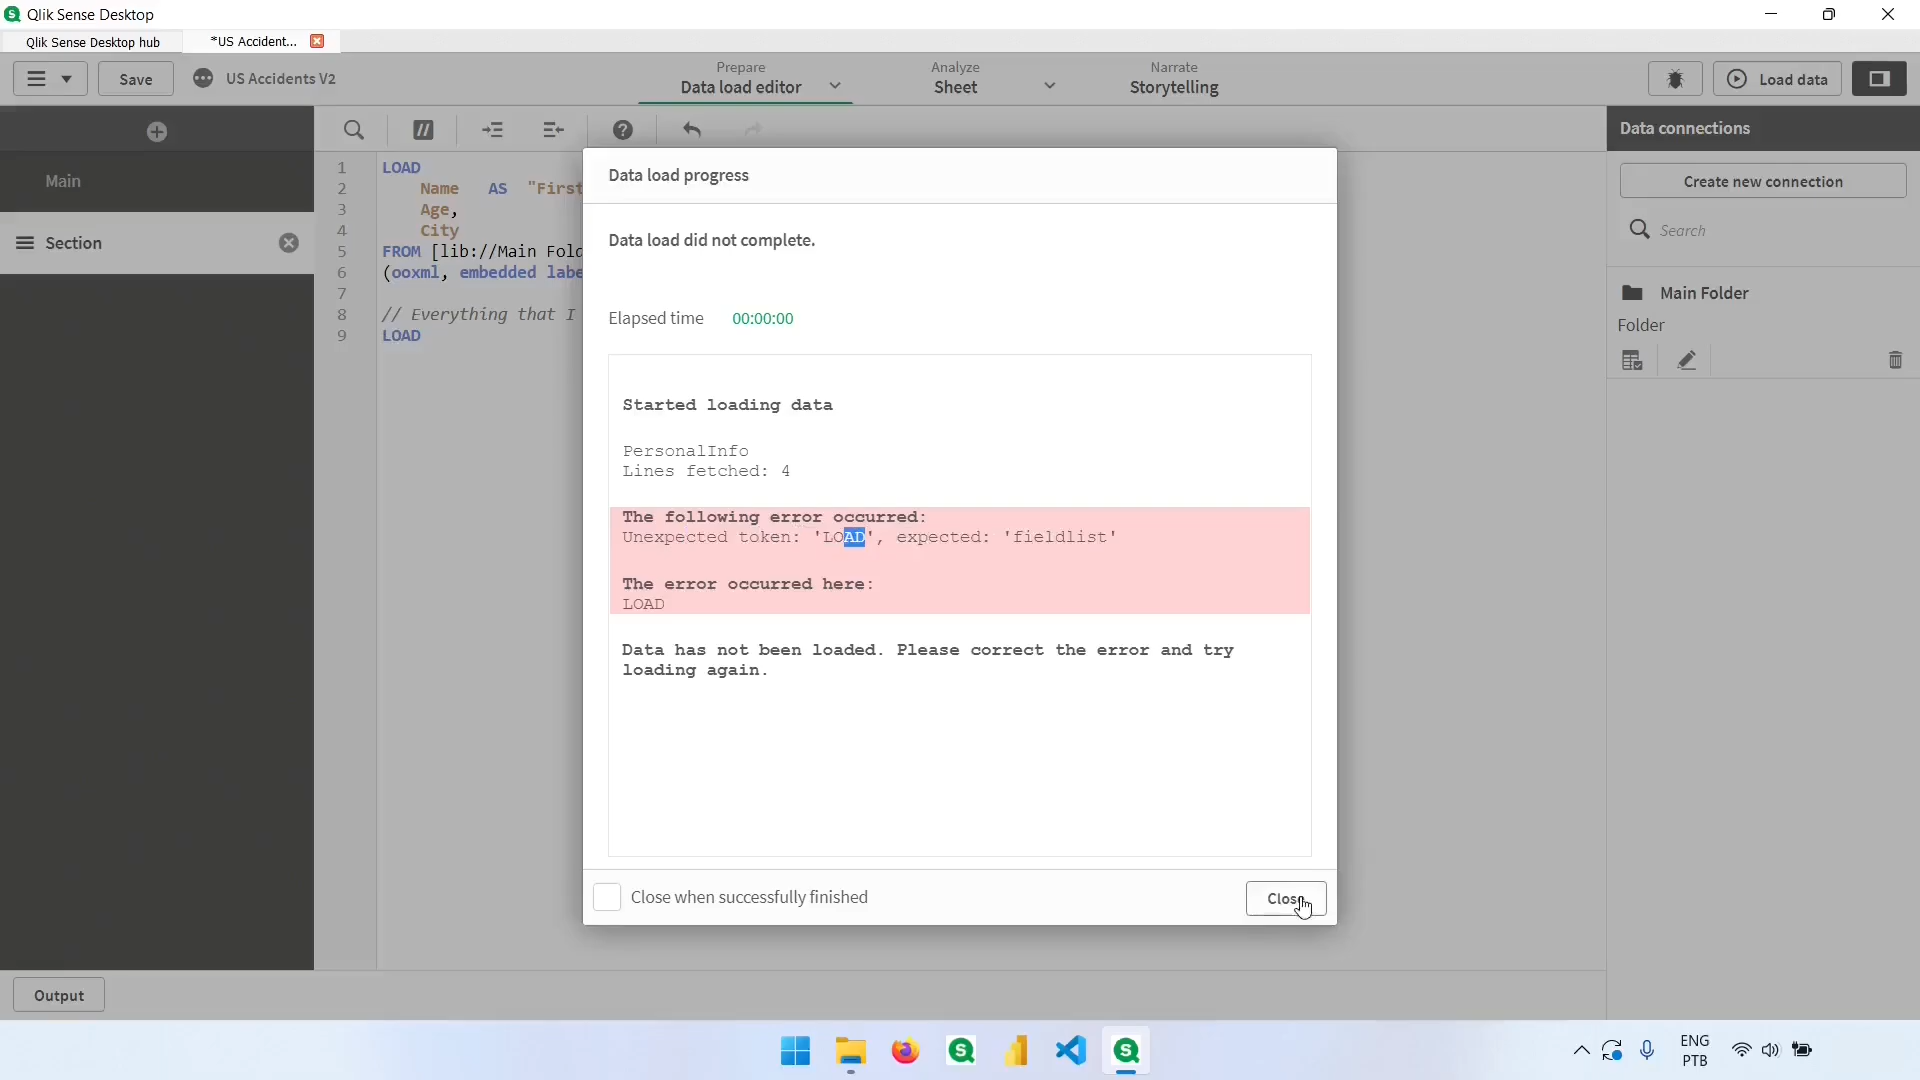 Qlik Sense Desktop
Qlik Sense Desktop hub
*US Accident...
Save
US Accidents V2
Prepare
Data load editor
Analyze
Sheet
Narrate
Storytelling
Load data
Main
Section
1 LOAD
2 Name AS "First
3 Age,
4 City
5 FROM [lib://Main Fold
6 (ooxml, embedded labe
7
8 // Everything that I
9 LOAD
Data load progress
Data load did not complete.
Elapsed time 00:00:00
Started loading data
PersonalInfo
Lines fetched: 4
The following error occurred:
Unexpected token: 'LOAD', expected: 'fieldlist'
The error occurred here:
LOAD
Data has not been loaded. Please correct the error and try
loading again.
Close when successfully finished
Close
Data connections
Create new connection
Search
Main Folder
Folder
Output
ENG
PTB